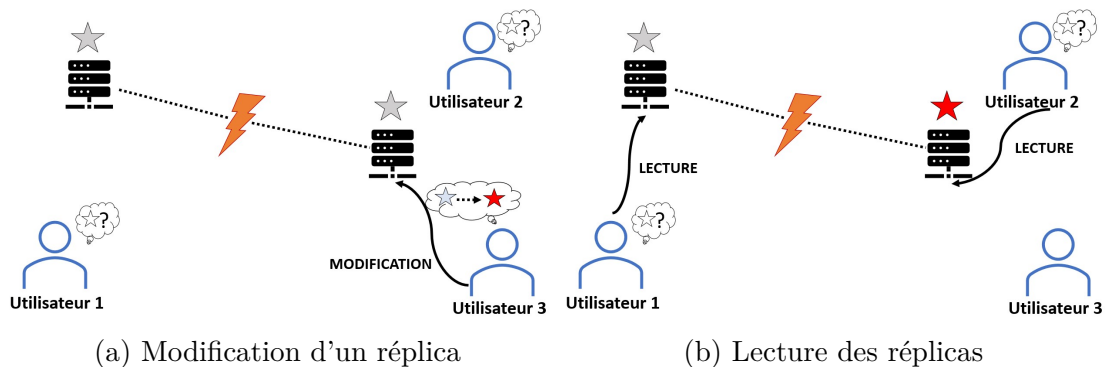 ?
Utilisateur 2
?
Utilisateur 1
MODIFICATION
Utilisateur 3
(a) Modification d'un réplica
?
Utilisateur 2
LECTURE
LECTURE
?
Utilisateur 1
Utilisateur 3
(b) Lecture des réplicas